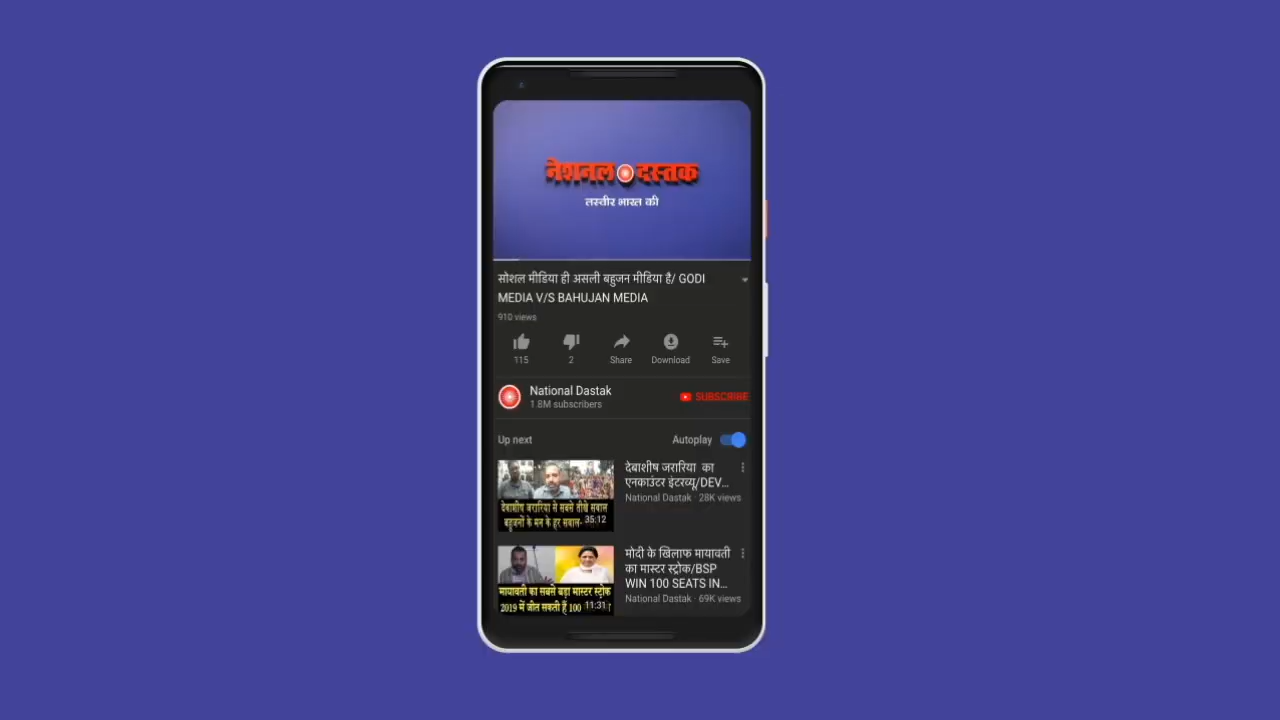 नेशनल दस्तक
तस्वीर भारत की
सोशल मीडिया ही असली बहुजन मीडिया है/ GODI
MEDIA V/S BAHUJAN MEDIA
910 views
115
2
Share
Download
Save
National Dastak
1.8M subscribers
SUBSCRIBE
Up next
Autoplay
देबाशीष जरारिया का
एनकाउंटर इंटरव्यू/DEV...
National Dastak · 28K views
देबाशीष जरारिया से सबसे तीखे सवाल
बहुजनों के मन के हर सवाल-
35:12
मोदी के खिलाफ मायावती
का मास्टर स्ट्रोक/BSP
WIN 100 SEATS IN...
National Dastak · 69K views
मायावती का सबसे बड़ा मास्टर स्ट्रोक
2019 में जीत सकती हैं 100
11:31